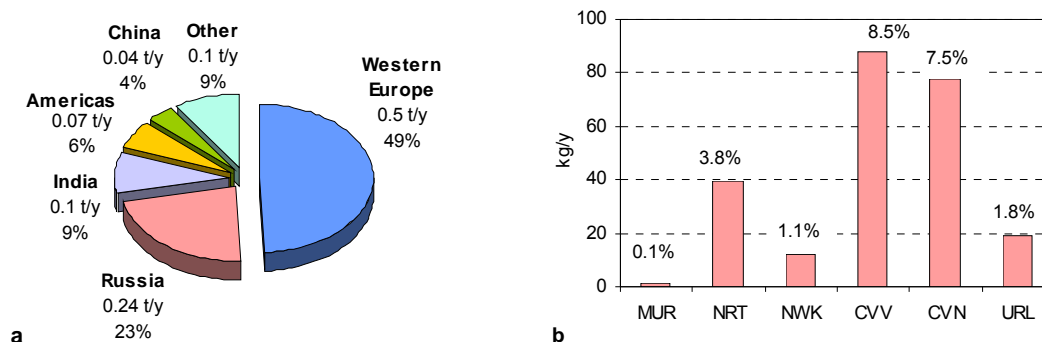 China
0.04 t/y
4%
Other
0.1 t/y
9%
Western
Europe
0.5 t/y
49%
Americas
0.07 t/y
6%
India
0.1 t/y
9%
Russia
0.24 t/y
23%
a
kg/y
100
80
60
40
20
0
0.1%
3.8%
1.1%
8.5%
7.5%
1.8%
MUR NRT NWK CVV CVN URL
b